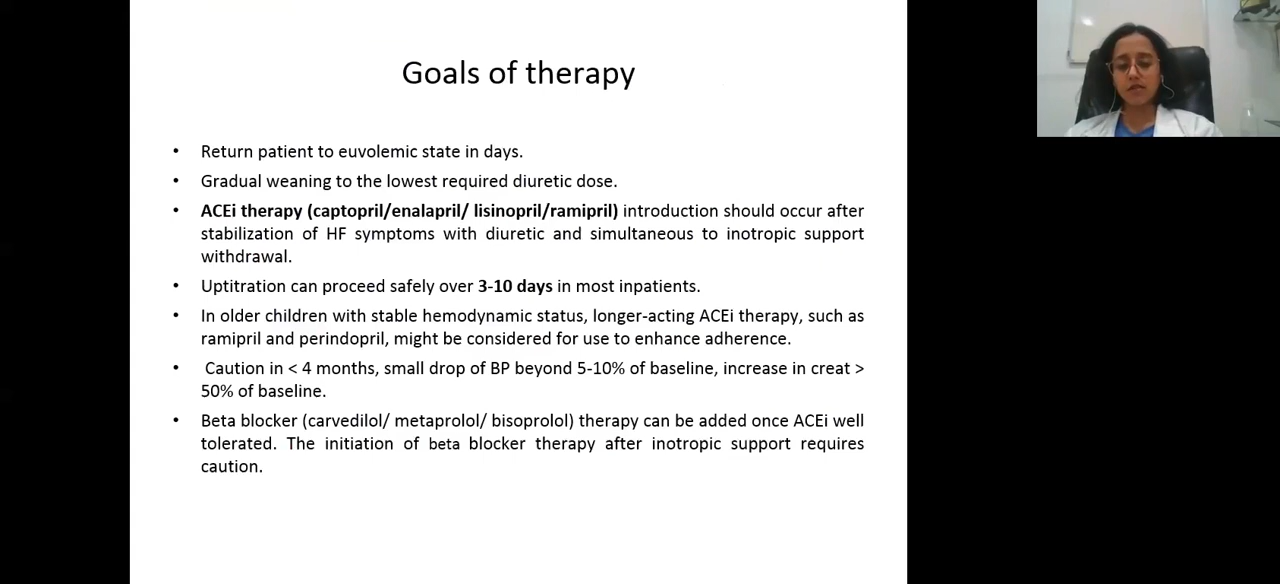 Goals of therapy
• Return patient to euvolemic state in days.
• Gradual weaning to the lowest required diuretic dose.
• ACEi therapy (captopril/enalapril/ lisinopril/ramipril) introduction should occur after
stabilization of HF symptoms with diuretic and simultaneous to inotropic support
withdrawal.
• Uptitration can proceed safely over 3-10 days in most inpatients.
• In older children with stable hemodynamic status, longer-acting ACEi therapy, such as
ramipril and perindopril, might be considered for use to enhance adherence.
• Caution in < 4 months, small drop of BP beyond 5-10% of baseline, increase in creat >
50% of baseline.
• Beta blocker (carvedilol/ metaprolol/ bisoprolol) therapy can be added once ACEi well
tolerated. The initiation of beta blocker therapy after inotropic support requires
caution.